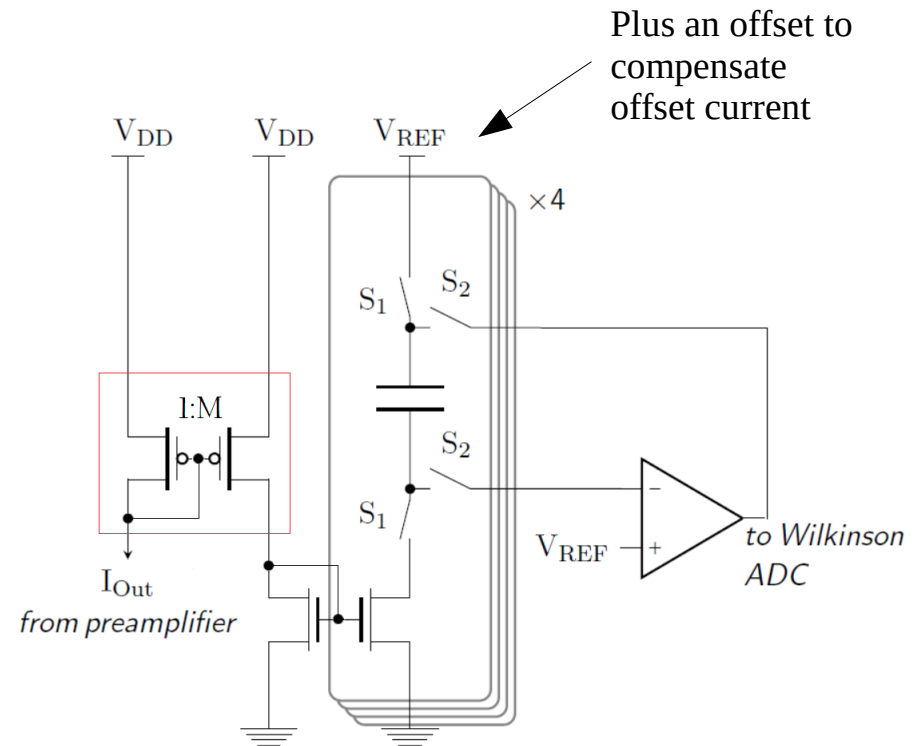 Plus an offset to
compensate
offset current
V_DD V_DD V_REF
×4
S_1 S_2
1:M
S_2
S_1
V_REF
−
+
to Wilkinson
ADC
I_Out
from preamplifier